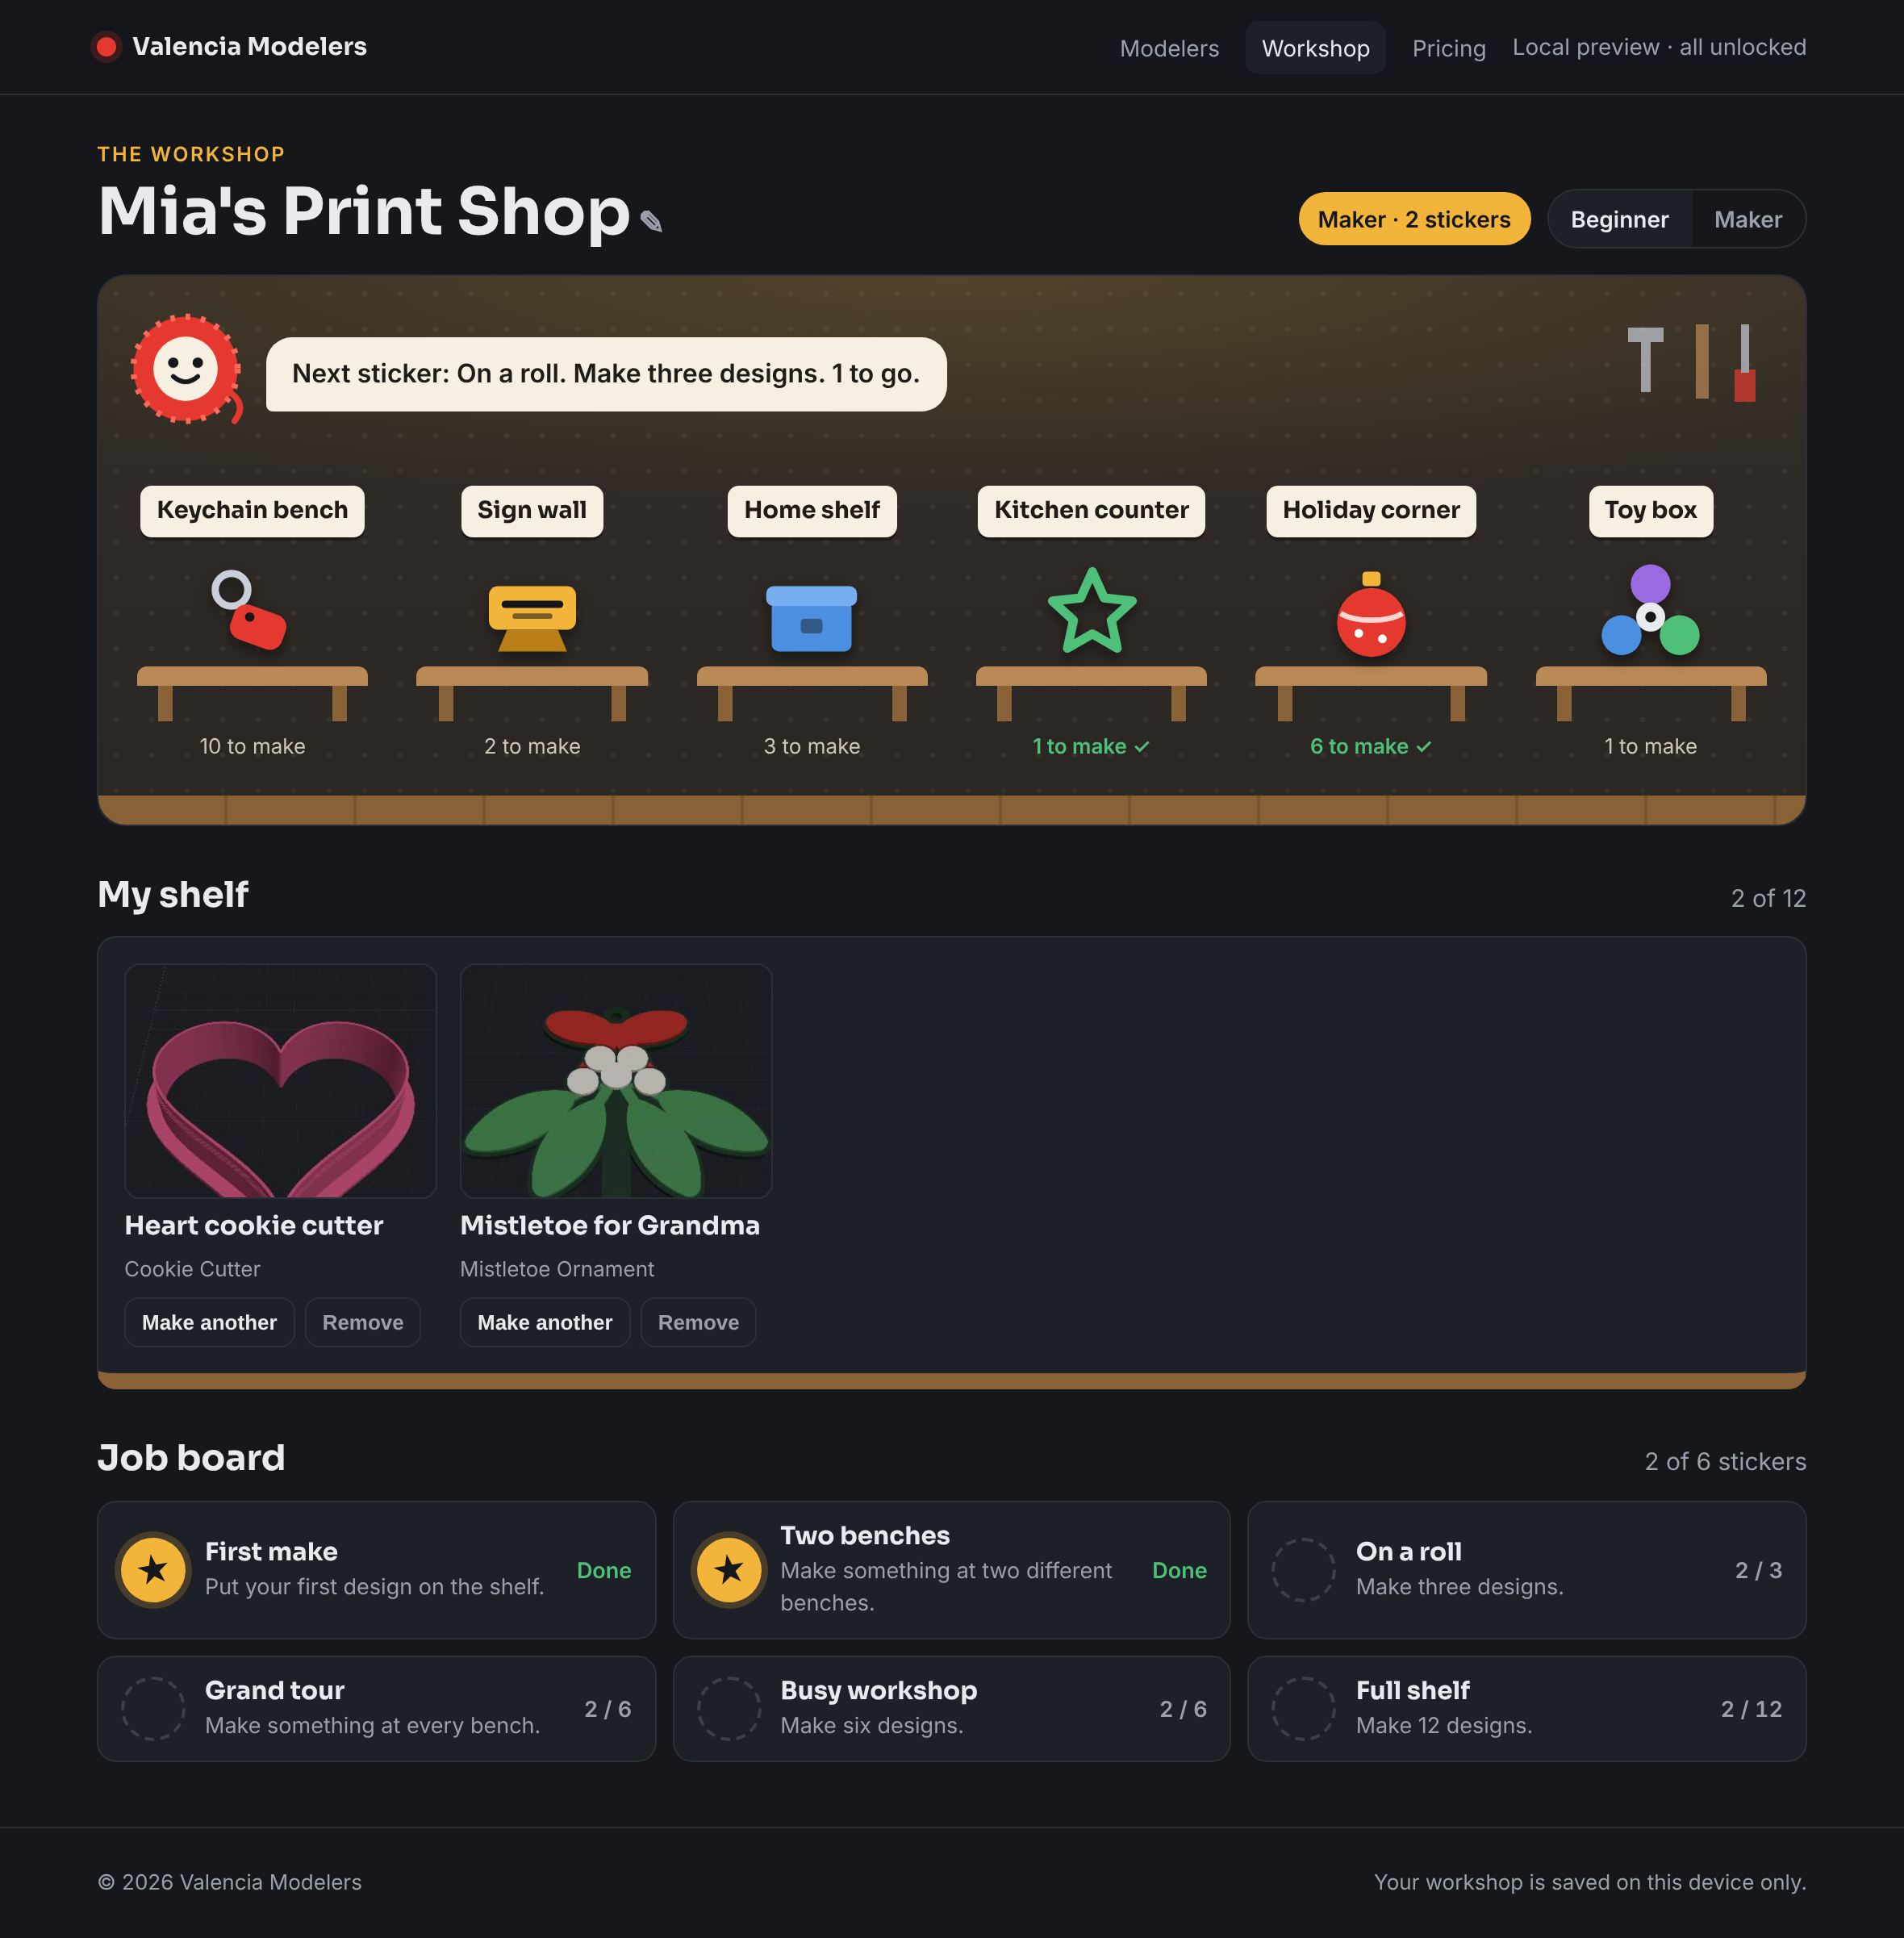 Valencia Modelers
Modelers
Workshop
Pricing
Local preview · all unlocked
THE WORKSHOP
Mia's Print Shop ✎
Maker · 2 stickers
Beginner
Maker
Next sticker: On a roll. Make three designs. 1 to go.
Keychain bench
Sign wall
Home shelf
Kitchen counter
Holiday corner
Toy box
10 to make
2 to make
3 to make
1 to make ✓
6 to make ✓
1 to make
My shelf
2 of 12
Heart cookie cutter
Cookie Cutter
Make another
Remove
Mistletoe for Grandma
Mistletoe Ornament
Make another
Remove
Job board
2 of 6 stickers
First make
Put your first design on the shelf.
Done
Two benches
Make something at two different
benches.
Done
On a roll
Make three designs.
2 / 3
Grand tour
Make something at every bench.
2 / 6
Busy workshop
Make six designs.
2 / 6
Full shelf
Make 12 designs.
2 / 12
© 2026 Valencia Modelers
Your workshop is saved on this device only.